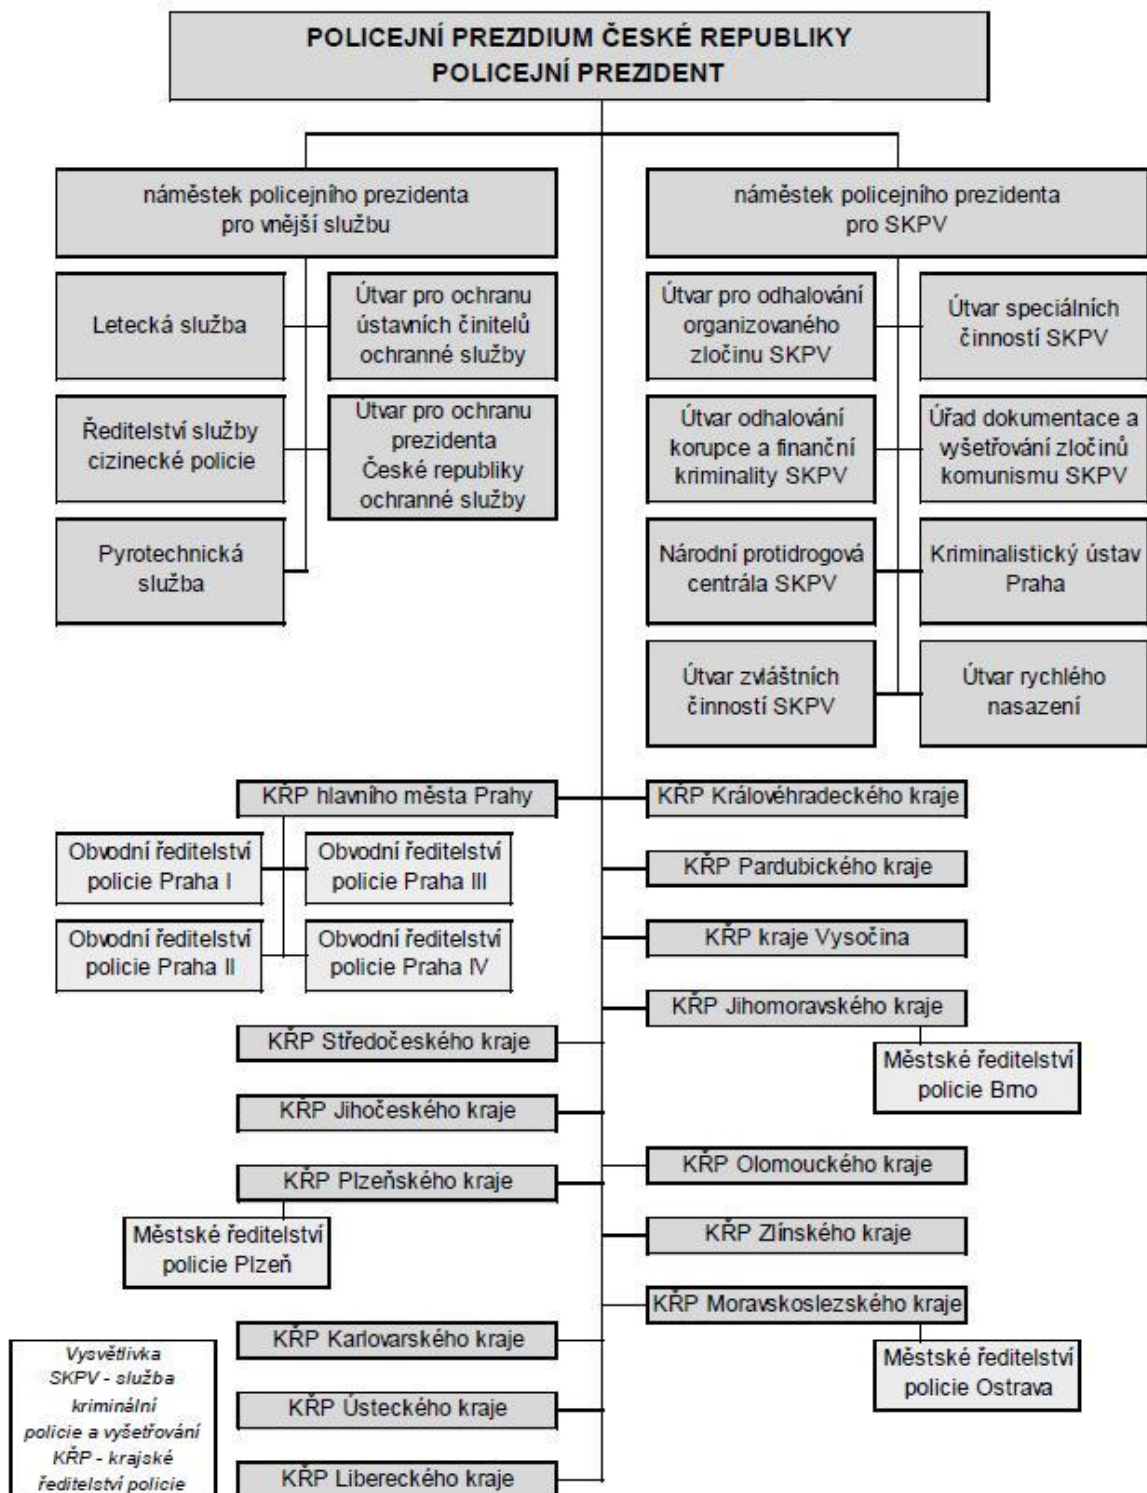 POLICEJNÍ PREZIDIUM ČESKÉ REPUBLIKY
POLICEJNÍ PREZIDENT
náměstek policejního prezidenta
pro vnější službu
náměstek policejního prezidenta
pro SKPV
Letecká služba
Útvar pro ochranu
ústavních činitelů
ochranné služby
Útvar pro odhalování
organizovaného
zločinu SKPV
Útvar speciálních
činností SKPV
Ředitelství služby
cizinecké policie
Útvar pro ochranu
prezidenta
České republiky
ochranné služby
Útvar odhalování
korupce a finanční
kriminality SKPV
Úřad dokumentace a
vyšetřování zločinů
komunismu SKPV
Pyrotechnická
služba
Národní protidrogová
centrála SKPV
Kriminalistický ústav
Praha
Útvar zvláštních
činností SKPV
Útvar rychlého
nasazení
KŘP hlavního města Prahy
KŘP Královéhradeckého kraje
Obvodní ředitelství
policie Praha I
Obvodní ředitelství
policie Praha III
KŘP Pardubického kraje
Obvodní ředitelství
policie Praha II
Obvodní ředitelství
policie Praha IV
KŘP kraje Vysočina
KŘP Jihomoravského kraje
KŘP Středočeského kraje
Městské ředitelství
policie Brno
KŘP Jihočeského kraje
KŘP Olomouckého kraje
KŘP Plzeňského kraje
Městské ředitelství
policie Plzeň
KŘP Zlínského kraje
KŘP Moravskoslezského kraje
KŘP Karlovarského kraje
Městské ředitelství
policie Ostrava
KŘP Ústeckého kraje
KŘP Libereckého kraje
Vysvětlivka
SKPV - služba
kriminální
policie a vyšetřování
KŘP - krajské
ředitelství policie